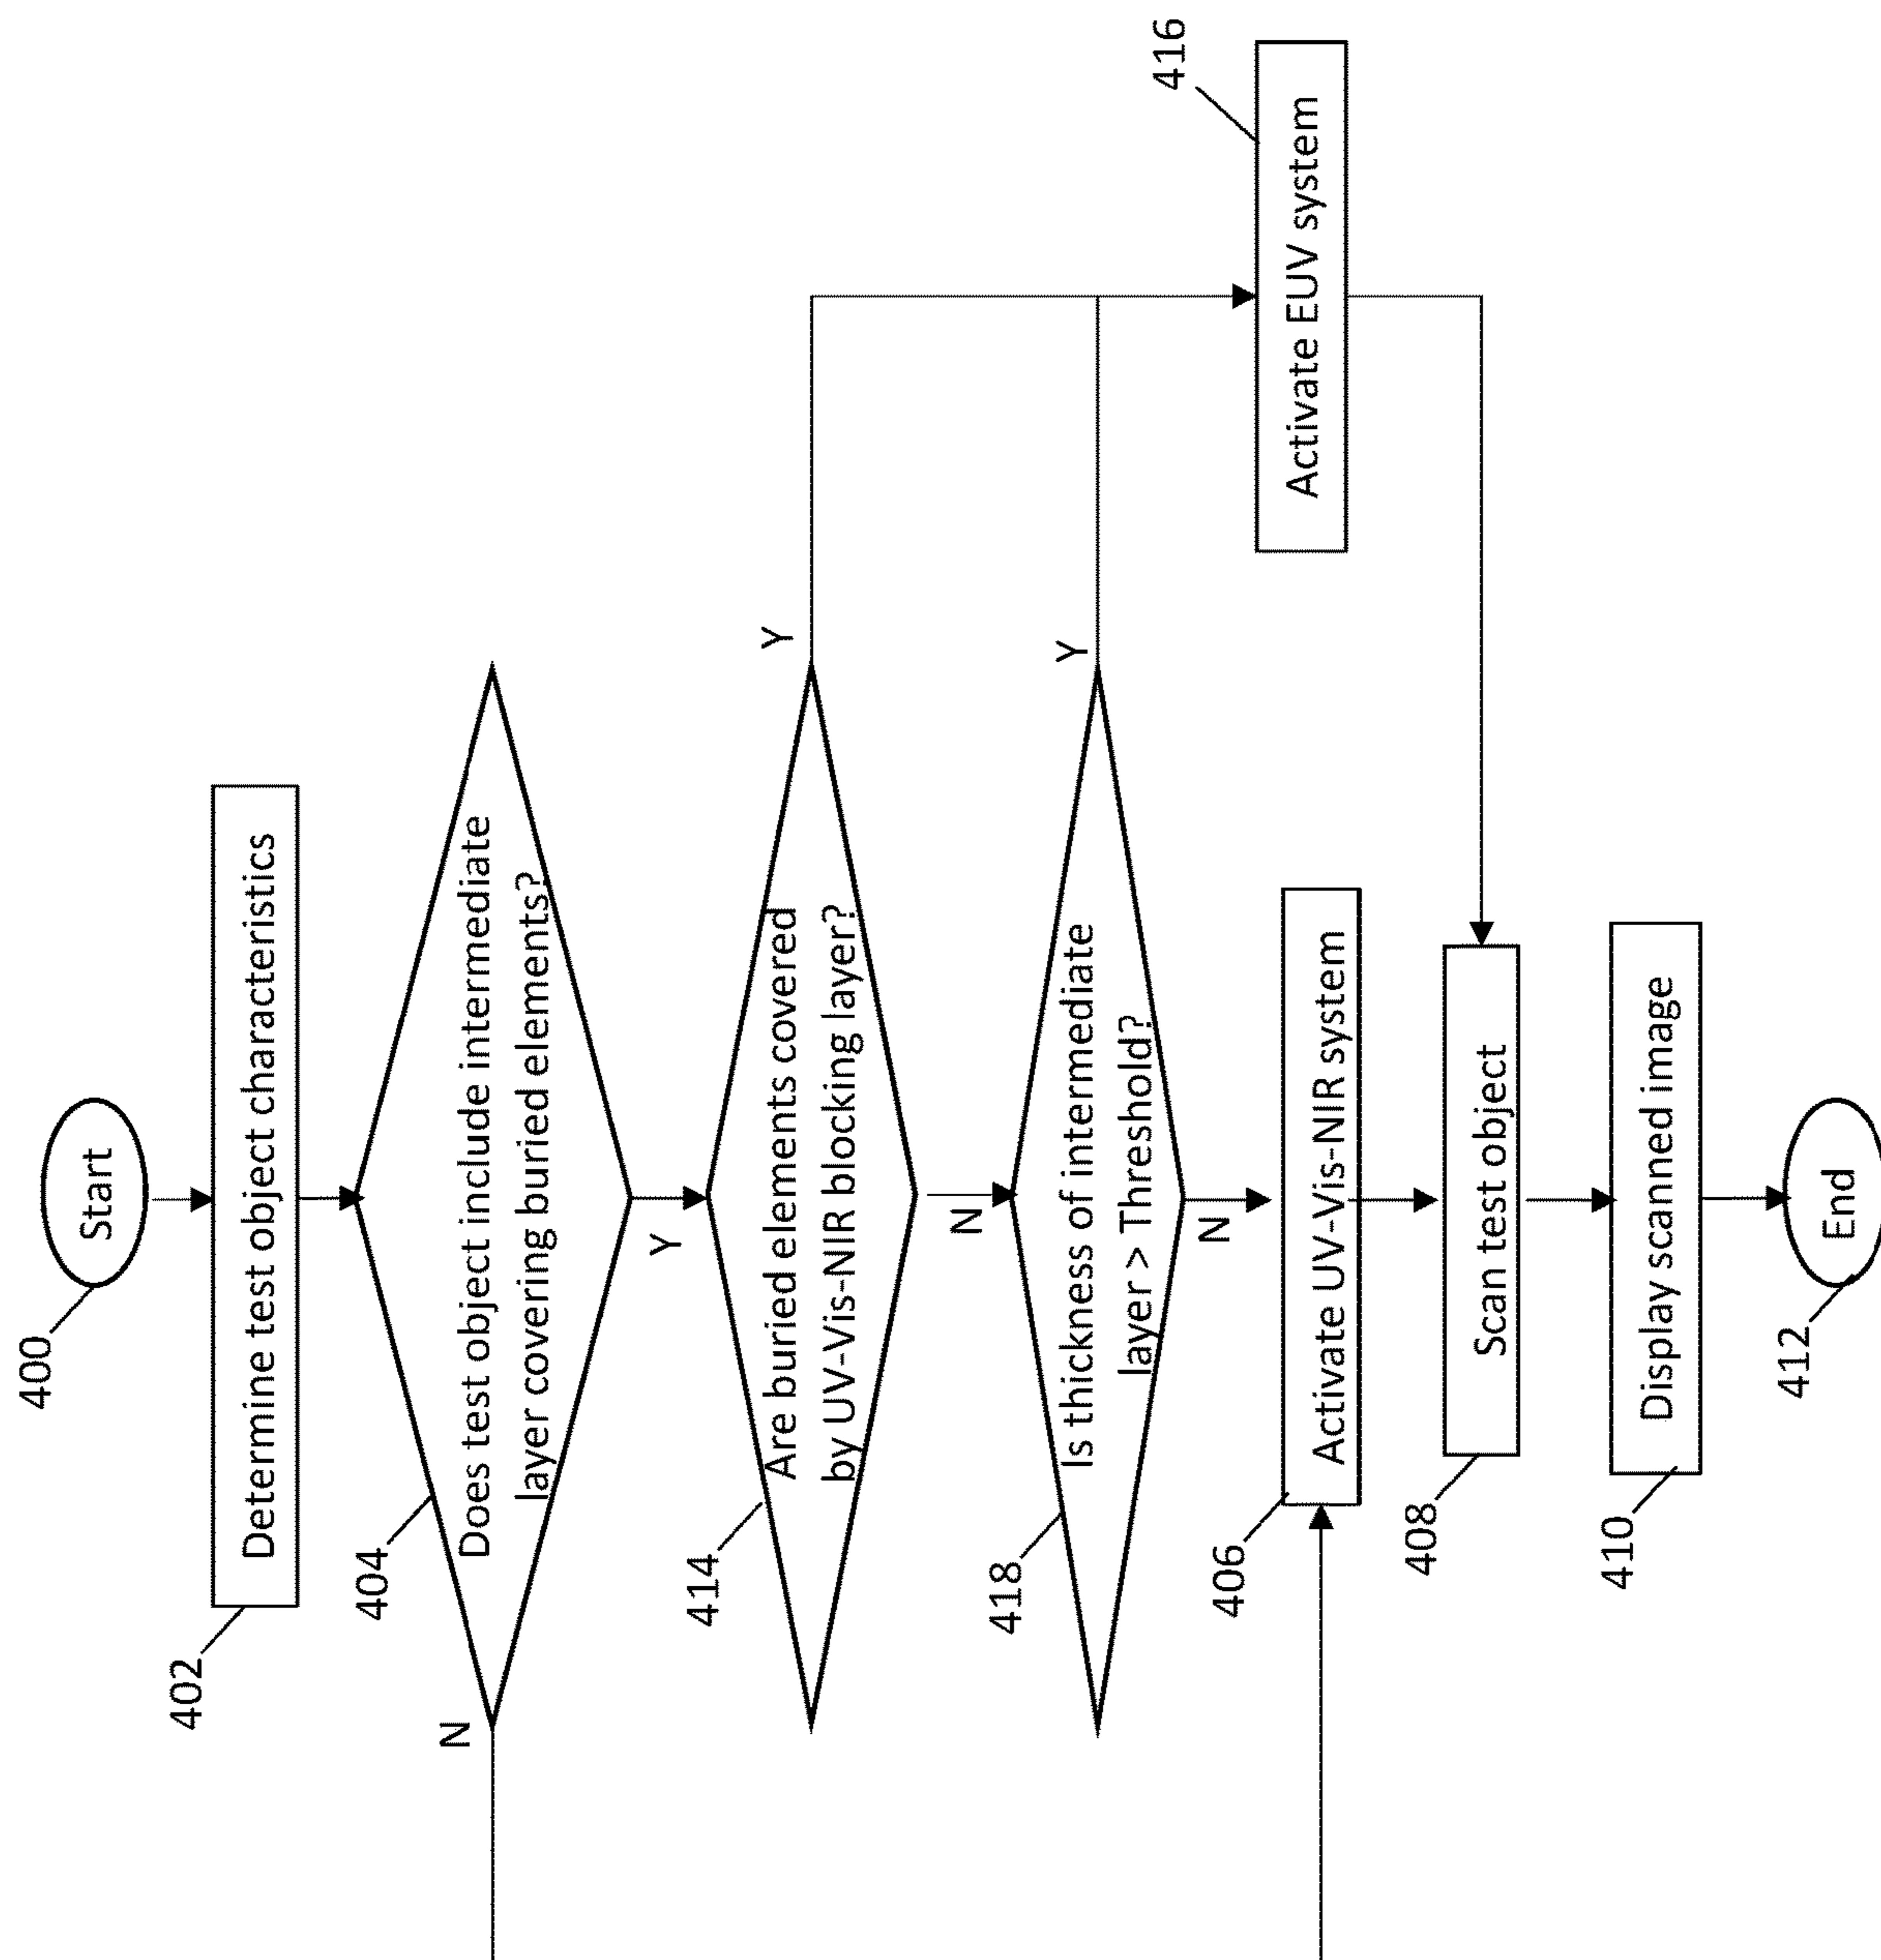 400
Start
402
Determine test object characteristics
404
Does test object include intermediate
layer covering buried elements?
N
Y
414
Are buried elements covered
by UV-Vis-NIR blocking layer?
Y
N
418
Is thickness of intermediate
layer > Threshold?
Y
N
416
Activate EUV system
406
Activate UV-Vis-NIR system
408
Scan test object
410
Display scanned image
412
End